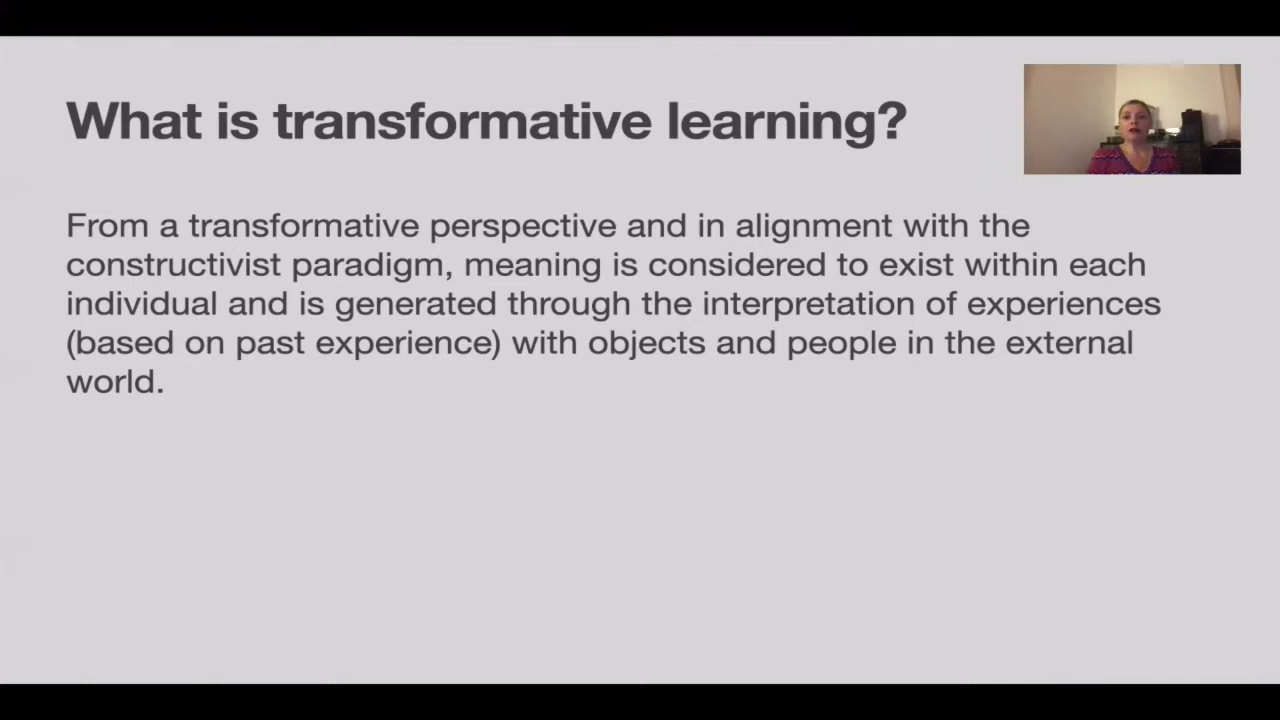 What is transformative learning?
From a transformative perspective and in alignment with the
constructivist paradigm, meaning is considered to exist within each
individual and is generated through the interpretation of experiences
(based on past experience) with objects and people in the external
world.